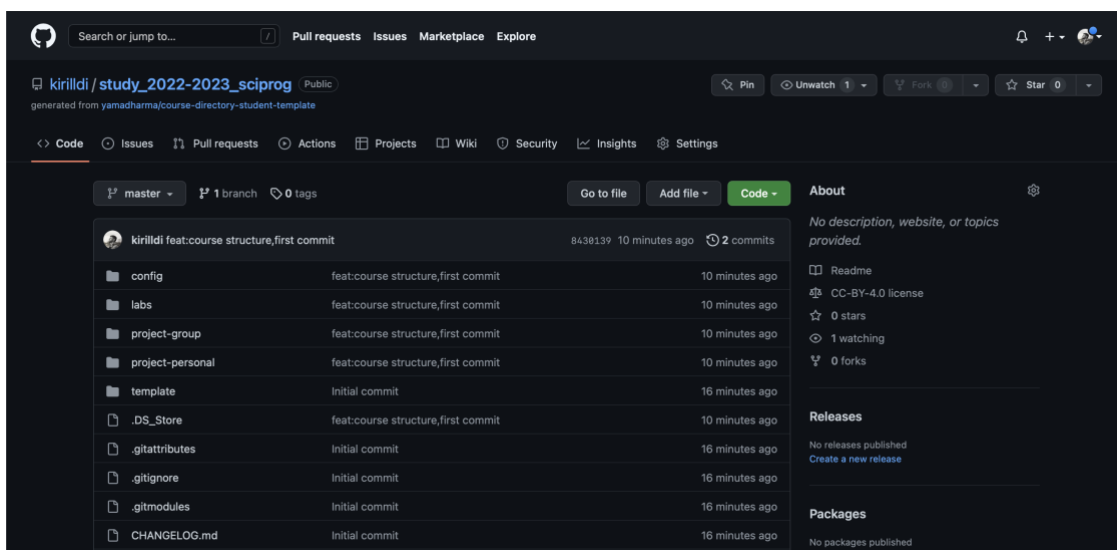 Search or jump to... /
Pull requests Issues Marketplace Explore
kirilldi / study_2022-2023_sciprog Public
generated from yamadharma/course-directory-student-template
Pin Unwatch 1 Fork 0 Star 0
Code Issues Pull requests Actions Projects Wiki Security Insights Settings
master 1 branch 0 tags Go to file Add file Code
kirilldi feat:course structure,first commit 8430139 10 minutes ago 2 commits
config feat:course structure,first commit 10 minutes ago
labs feat:course structure,first commit 10 minutes ago
project-group feat:course structure,first commit 10 minutes ago
project-personal feat:course structure,first commit 10 minutes ago
template Initial commit 16 minutes ago
.DS_Store feat:course structure,first commit 10 minutes ago
.gitattributes Initial commit 16 minutes ago
.gitignore Initial commit 16 minutes ago
.gitmodules Initial commit 16 minutes ago
CHANGELOG.md Initial commit 16 minutes ago
About
No description, website, or topics
provided.
Readme
CC-BY-4.0 license
0 stars
1 watching
0 forks
Releases
No releases published
Create a new release
Packages
No packages published